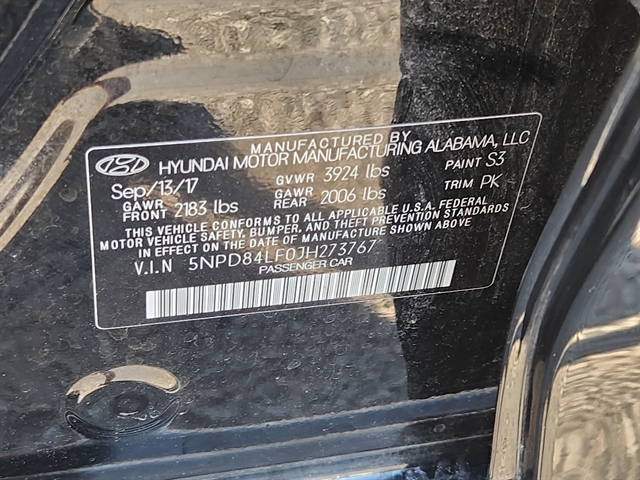 MANUFACTURED BY
HYUNDAI MOTOR MANUFACTURING ALABAMA, LLC
Sep/13/17 GVWR 3924 lbs PAINT S3
GAWR FRONT 2183 lbs GAWR REAR 2006 lbs TRIM PK
THIS VEHICLE CONFORMS TO ALL APPLICABLE U.S.A. FEDERAL
MOTOR VEHICLE SAFETY, BUMPER, AND THEFT PREVENTION STANDARDS
IN EFFECT ON THE DATE OF MANUFACTURE SHOWN ABOVE.
V.I.N 5NPD84LF0JH273767
PASSENGER CAR